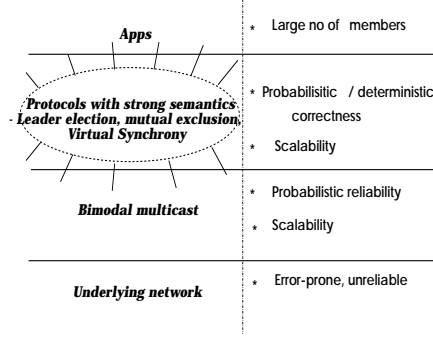 Apps
* Large no of members
Protocols with strong semantics
- Leader election, mutual exclusion,
Virtual Synchrony
* Probabilisitic / deterministic
correctness
* Scalability
Bimodal multicast
* Probabilistic reliability
* Scalability
Underlying network
* Error-prone, unreliable